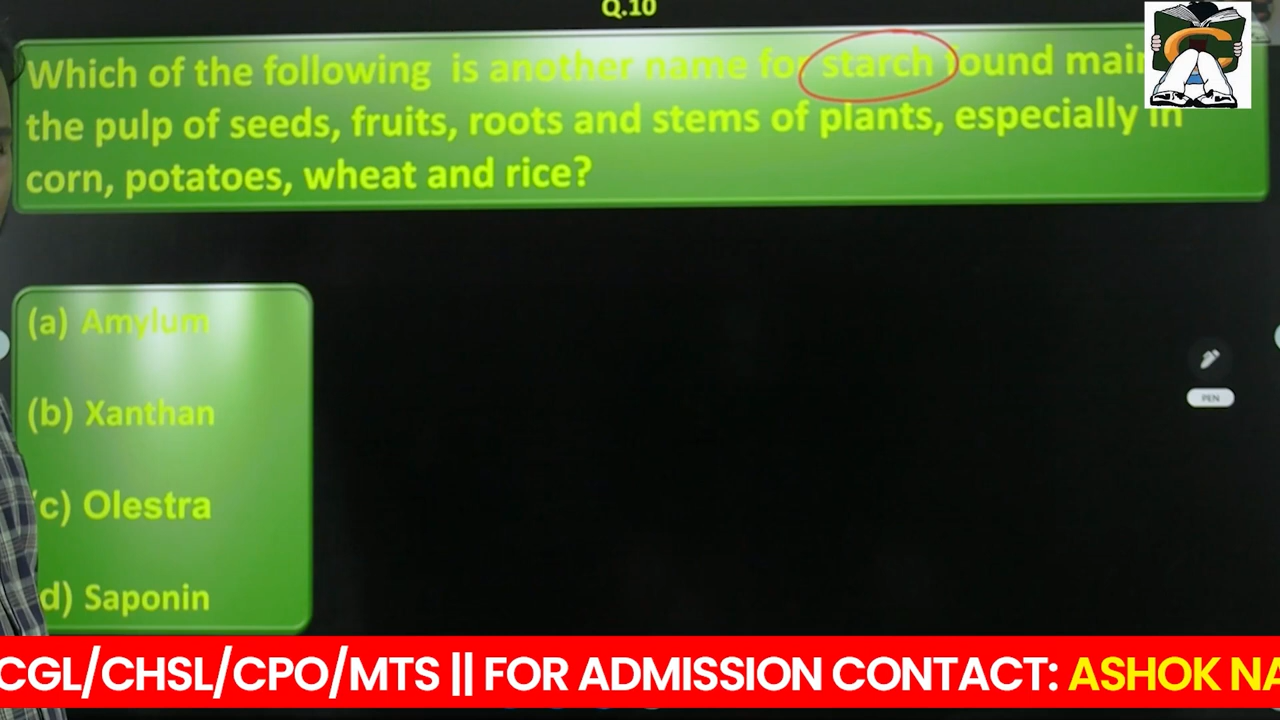 Q.10
Which of the following is another name for starch found
the pulp of seeds, fruits, roots and stems of plants, especially in
corn, potatoes, wheat and rice?
(a) Amylum
(b) Xanthan
(c) Olestra
d) Saponin
PEN
CGL/CHSL/CPO/MTS || FOR ADMISSION CONTACT: ASHOK